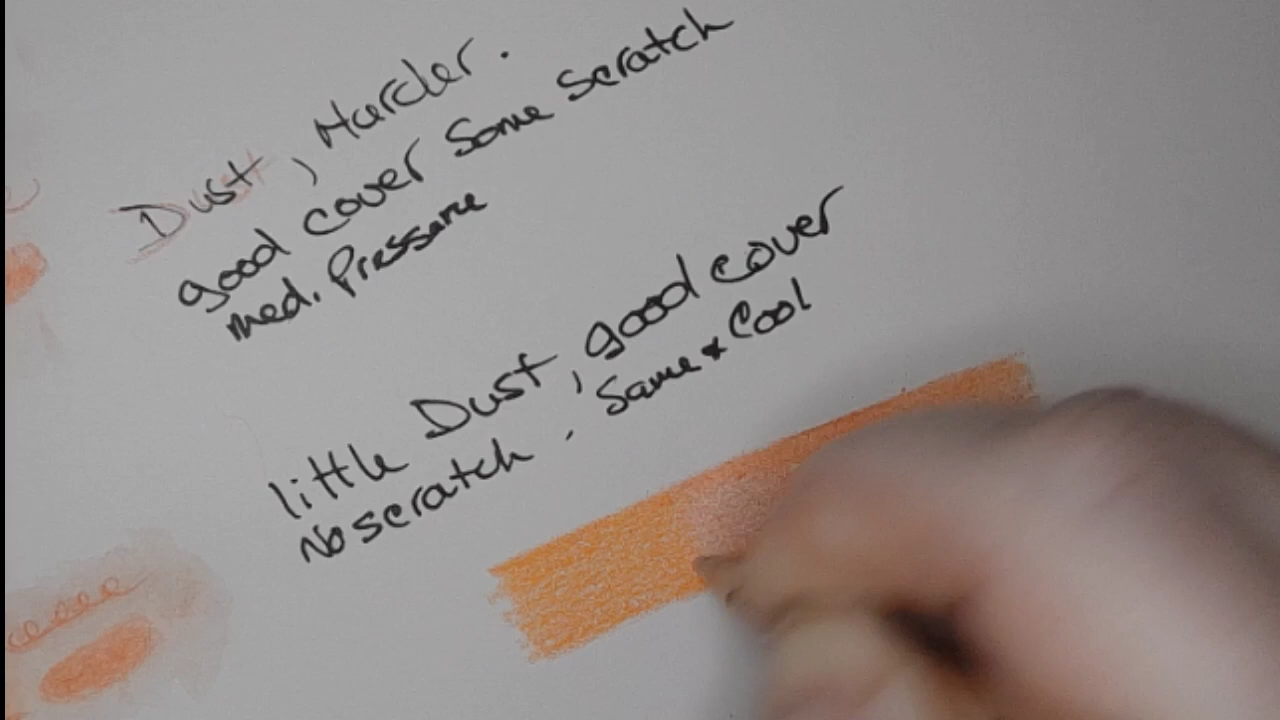 Dust, Harder.
good cover some scratch
med. Pressure
little Dust, good cover
No scratch. Same & Cool